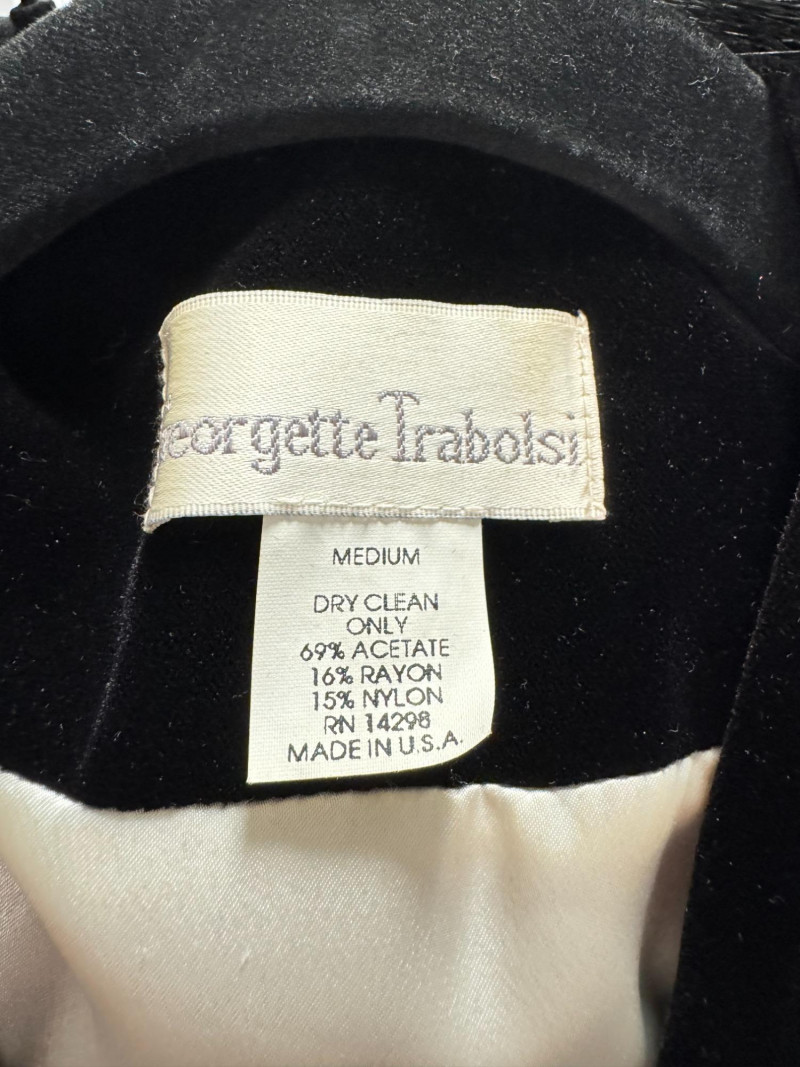 eorgette Trabolsi
MEDIUM
DRY CLEAN
ONLY
69% ACETATE
16% RAYON
15% NYLON
RN 14298
MADE IN U.S.A.